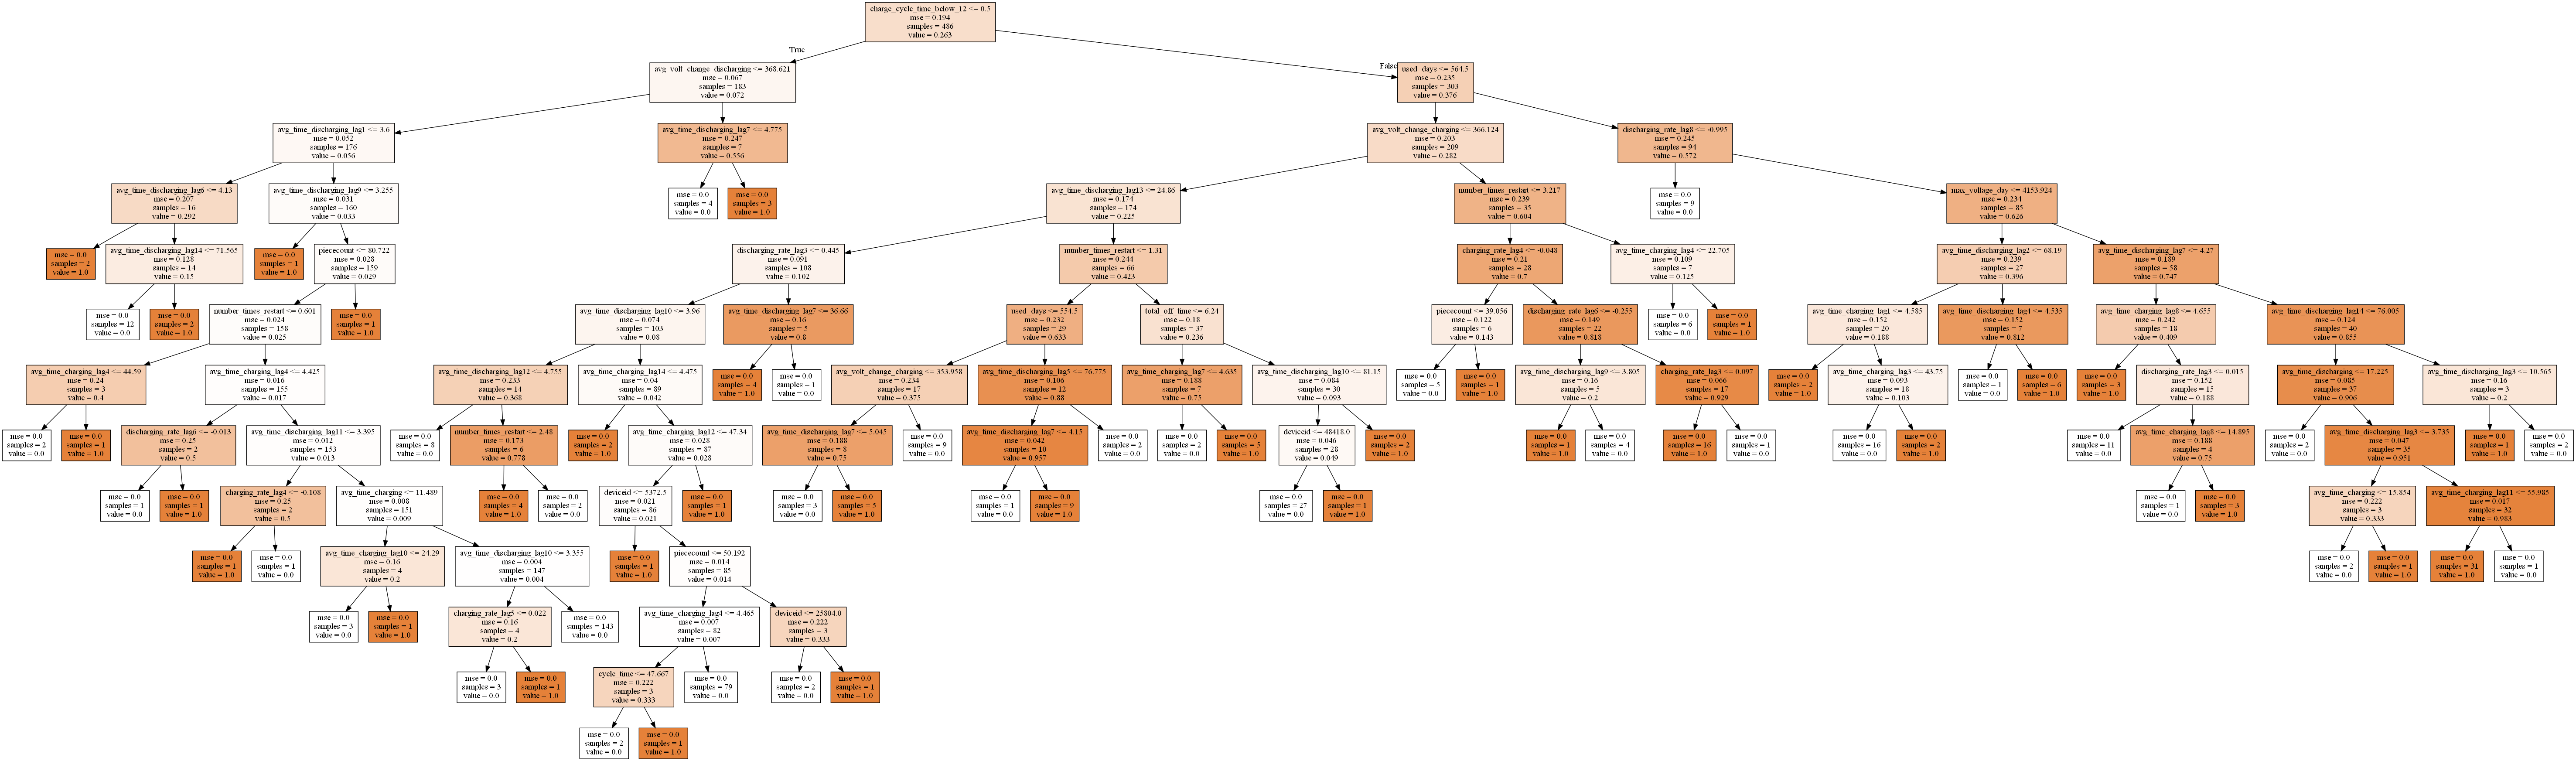 charge_cycle_time_below_12 <= 0.5
mse = 0.194
samples = 486
value = 0.263
True
False
avg_volt_change_discharging <= 368.621
mse = 0.067
samples = 183
value = 0.072
used_days <= 564.5
mse = 0.235
samples = 303
value = 0.376
avg_time_discharging_lag1 <= 3.6
mse = 0.052
samples = 176
value = 0.056
avg_time_discharging_lag7 <= 4.775
mse = 0.247
samples = 7
value = 0.556
avg_volt_change_charging <= 366.124
mse = 0.203
samples = 209
value = 0.282
discharging_rate_lag8 <= -0.995
mse = 0.245
samples = 94
value = 0.572
avg_time_discharging_lag6 <= 4.13
mse = 0.207
samples = 16
value = 0.292
avg_time_discharging_lag9 <= 3.255
mse = 0.031
samples = 160
value = 0.033
mse = 0.0
samples = 4
value = 0.0
mse = 0.0
samples = 3
value = 1.0
avg_time_discharging_lag13 <= 24.86
mse = 0.174
samples = 174
value = 0.225
number_times_restart <= 3.217
mse = 0.239
samples = 35
value = 0.604
mse = 0.0
samples = 9
value = 0.0
max_voltage_day <= 4153.924
mse = 0.234
samples = 85
value = 0.626
mse = 0.0
samples = 2
value = 1.0
avg_time_discharging_lag14 <= 71.565
mse = 0.128
samples = 14
value = 0.15
mse = 0.0
samples = 1
value = 1.0
piececount <= 80.722
mse = 0.028
samples = 159
value = 0.029
discharging_rate_lag3 <= 0.445
mse = 0.091
samples = 108
value = 0.102
number_times_restart <= 1.31
mse = 0.244
samples = 66
value = 0.423
charging_rate_lag4 <= -0.048
mse = 0.21
samples = 28
value = 0.7
avg_time_charging_lag4 <= 22.705
mse = 0.109
samples = 7
value = 0.125
avg_time_discharging_lag2 <= 68.19
mse = 0.239
samples = 27
value = 0.396
avg_time_discharging_lag7 <= 4.27
mse = 0.189
samples = 58
value = 0.747
mse = 0.0
samples = 12
value = 0.0
mse = 0.0
samples = 2
value = 1.0
number_times_restart <= 0.601
mse = 0.024
samples = 158
value = 0.025
mse = 0.0
samples = 1
value = 1.0
avg_time_discharging_lag10 <= 3.96
mse = 0.074
samples = 103
value = 0.08
avg_time_discharging_lag7 <= 36.66
mse = 0.16
samples = 5
value = 0.8
used_days <= 554.5
mse = 0.232
samples = 29
value = 0.633
total_off_time <= 6.24
mse = 0.18
samples = 37
value = 0.236
piececount <= 39.056
mse = 0.122
samples = 6
value = 0.143
discharging_rate_lag6 <= -0.255
mse = 0.149
samples = 22
value = 0.818
mse = 0.0
samples = 6
value = 0.0
mse = 0.0
samples = 1
value = 1.0
avg_time_charging_lag1 <= 4.585
mse = 0.152
samples = 20
value = 0.188
avg_time_discharging_lag4 <= 4.535
mse = 0.152
samples = 7
value = 0.812
avg_time_charging_lag8 <= 4.655
mse = 0.242
samples = 18
value = 0.409
avg_time_discharging_lag14 <= 76.005
mse = 0.124
samples = 40
value = 0.855
avg_time_charging_lag4 <= 44.59
mse = 0.24
samples = 3
value = 0.4
avg_time_charging_lag4 <= 4.425
mse = 0.016
samples = 155
value = 0.017
avg_time_discharging_lag12 <= 4.755
mse = 0.233
samples = 14
value = 0.368
avg_time_charging_lag14 <= 4.475
mse = 0.04
samples = 89
value = 0.042
mse = 0.0
samples = 4
value = 1.0
mse = 0.0
samples = 1
value = 0.0
avg_volt_change_charging <= 353.958
mse = 0.234
samples = 17
value = 0.375
avg_time_discharging_lag5 <= 76.775
mse = 0.106
samples = 12
value = 0.88
avg_time_charging_lag7 <= 4.635
mse = 0.188
samples = 7
value = 0.75
avg_time_discharging_lag10 <= 81.15
mse = 0.084
samples = 30
value = 0.093
mse = 0.0
samples = 5
value = 0.0
mse = 0.0
samples = 1
value = 1.0
avg_time_discharging_lag9 <= 3.805
mse = 0.16
samples = 5
value = 0.2
charging_rate_lag3 <= 0.097
mse = 0.066
samples = 17
value = 0.929
mse = 0.0
samples = 2
value = 1.0
avg_time_charging_lag3 <= 43.75
mse = 0.093
samples = 18
value = 0.103
mse = 0.0
samples = 1
value = 0.0
mse = 0.0
samples = 6
value = 1.0
mse = 0.0
samples = 3
value = 1.0
discharging_rate_lag3 <= 0.015
mse = 0.152
samples = 15
value = 0.188
avg_time_discharging <= 17.225
mse = 0.085
samples = 37
value = 0.906
avg_time_discharging_lag3 <= 10.565
mse = 0.16
samples = 3
value = 0.2
mse = 0.0
samples = 2
value = 0.0
mse = 0.0
samples = 1
value = 1.0
discharging_rate_lag6 <= -0.013
mse = 0.25
samples = 2
value = 0.5
avg_time_discharging_lag11 <= 3.395
mse = 0.012
samples = 153
value = 0.013
mse = 0.0
samples = 8
value = 0.0
number_times_restart <= 2.48
mse = 0.173
samples = 6
value = 0.778
mse = 0.0
samples = 2
value = 1.0
avg_time_charging_lag12 <= 47.34
mse = 0.028
samples = 87
value = 0.028
avg_time_discharging_lag7 <= 5.045
mse = 0.188
samples = 8
value = 0.75
mse = 0.0
samples = 9
value = 0.0
avg_time_discharging_lag7 <= 4.15
mse = 0.042
samples = 10
value = 0.957
mse = 0.0
samples = 2
value = 0.0
mse = 0.0
samples = 2
value = 0.0
mse = 0.0
samples = 5
value = 1.0
deviceid <= 48418.0
mse = 0.046
samples = 28
value = 0.049
mse = 0.0
samples = 2
value = 1.0
mse = 0.0
samples = 1
value = 1.0
mse = 0.0
samples = 4
value = 0.0
mse = 0.0
samples = 16
value = 1.0
mse = 0.0
samples = 1
value = 0.0
mse = 0.0
samples = 16
value = 0.0
mse = 0.0
samples = 2
value = 1.0
mse = 0.0
samples = 11
value = 0.0
avg_time_charging_lag8 <= 14.895
mse = 0.188
samples = 4
value = 0.75
mse = 0.0
samples = 2
value = 0.0
avg_time_discharging_lag3 <= 3.735
mse = 0.047
samples = 35
value = 0.951
mse = 0.0
samples = 1
value = 1.0
mse = 0.0
samples = 2
value = 0.0
mse = 0.0
samples = 1
value = 0.0
mse = 0.0
samples = 1
value = 1.0
charging_rate_lag4 <= -0.108
mse = 0.25
samples = 2
value = 0.5
avg_time_charging <= 11.489
mse = 0.008
samples = 151
value = 0.009
mse = 0.0
samples = 4
value = 1.0
mse = 0.0
samples = 2
value = 0.0
deviceid <= 5372.5
mse = 0.021
samples = 86
value = 0.021
mse = 0.0
samples = 1
value = 1.0
mse = 0.0
samples = 3
value = 0.0
mse = 0.0
samples = 5
value = 1.0
mse = 0.0
samples = 1
value = 0.0
mse = 0.0
samples = 9
value = 1.0
mse = 0.0
samples = 27
value = 0.0
mse = 0.0
samples = 1
value = 1.0
mse = 0.0
samples = 1
value = 0.0
mse = 0.0
samples = 3
value = 1.0
avg_time_charging <= 15.854
mse = 0.222
samples = 3
value = 0.333
avg_time_charging_lag11 <= 55.985
mse = 0.017
samples = 32
value = 0.983
mse = 0.0
samples = 1
value = 1.0
mse = 0.0
samples = 1
value = 0.0
avg_time_charging_lag10 <= 24.29
mse = 0.16
samples = 4
value = 0.2
avg_time_discharging_lag10 <= 3.355
mse = 0.004
samples = 147
value = 0.004
mse = 0.0
samples = 1
value = 1.0
piececount <= 50.192
mse = 0.014
samples = 85
value = 0.014
mse = 0.0
samples = 2
value = 0.0
mse = 0.0
samples = 1
value = 1.0
mse = 0.0
samples = 31
value = 1.0
mse = 0.0
samples = 1
value = 0.0
mse = 0.0
samples = 3
value = 0.0
mse = 0.0
samples = 1
value = 1.0
charging_rate_lag5 <= 0.022
mse = 0.16
samples = 4
value = 0.2
mse = 0.0
samples = 143
value = 0.0
avg_time_charging_lag4 <= 4.465
mse = 0.007
samples = 82
value = 0.007
deviceid <= 25804.0
mse = 0.222
samples = 3
value = 0.333
mse = 0.0
samples = 3
value = 0.0
mse = 0.0
samples = 1
value = 1.0
cycle_time <= 47.667
mse = 0.222
samples = 3
value = 0.333
mse = 0.0
samples = 79
value = 0.0
mse = 0.0
samples = 2
value = 0.0
mse = 0.0
samples = 1
value = 1.0
mse = 0.0
samples = 2
value = 0.0
mse = 0.0
samples = 1
value = 1.0